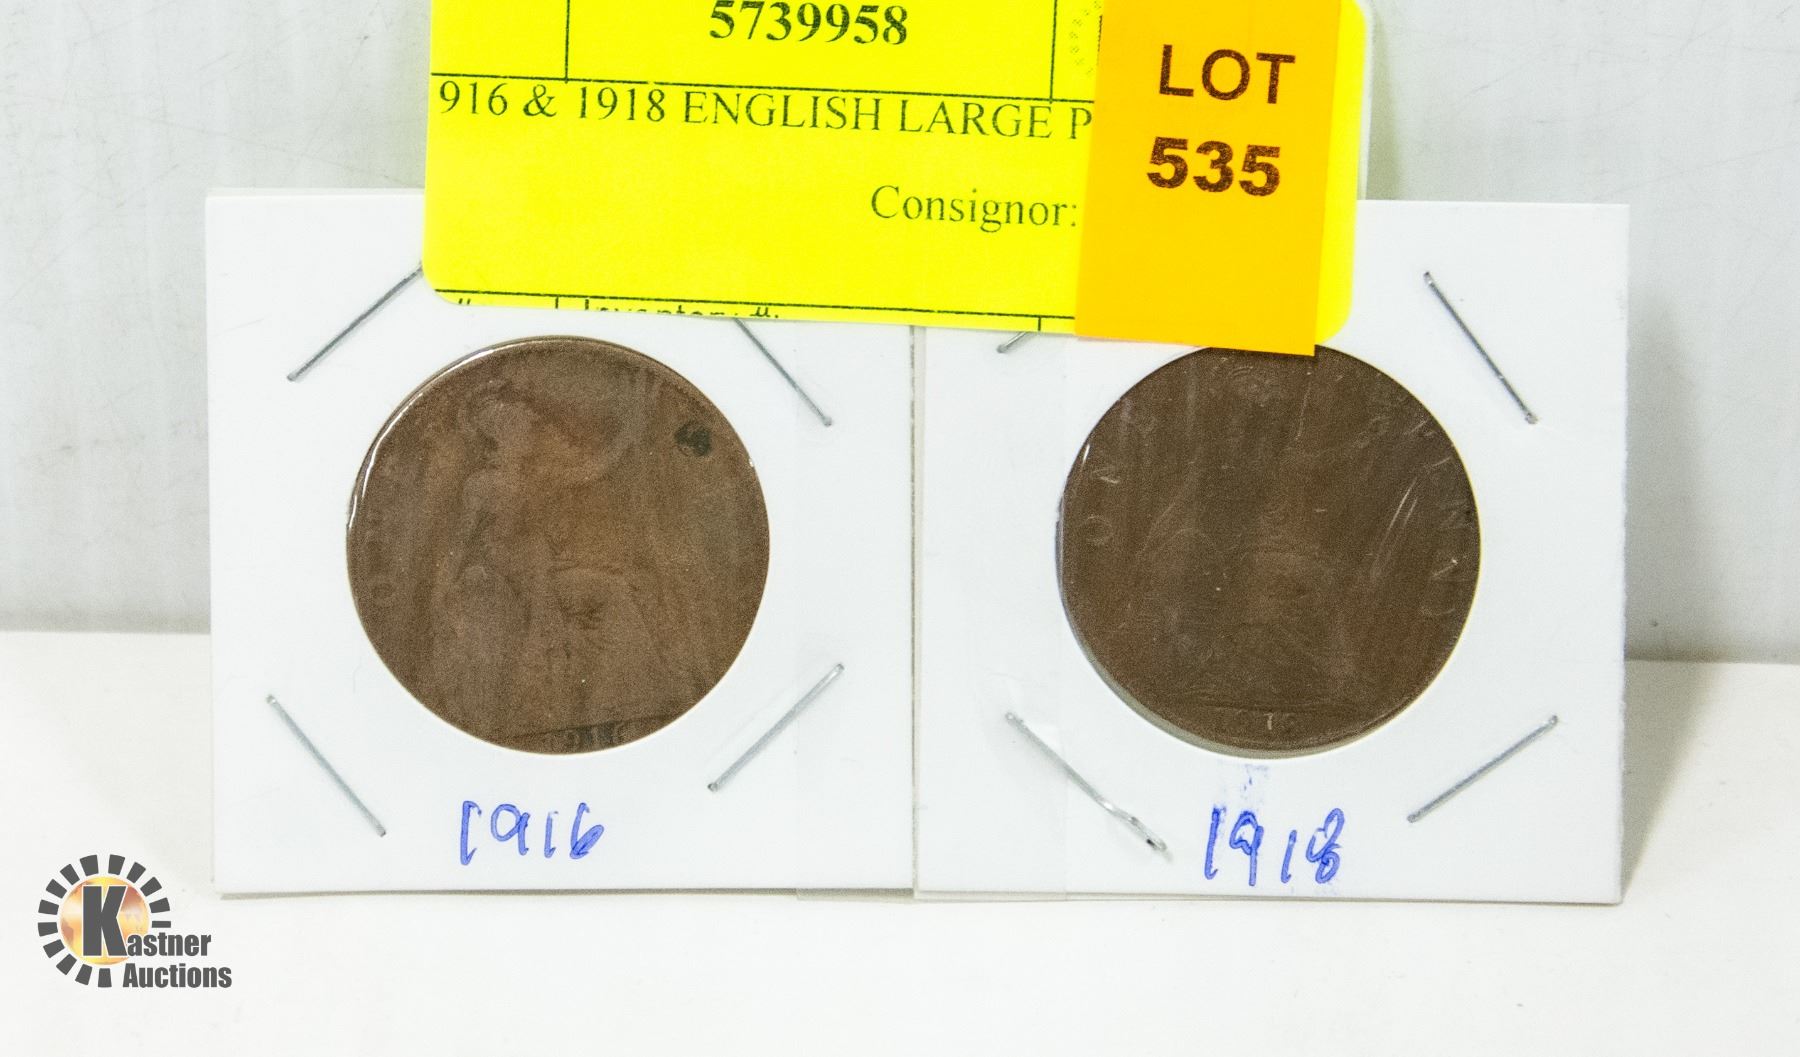 5739958
916 & 1918 ENGLISH LARGE P
Consignor:
LOT
535
1916
1918
Kastner
Auctions